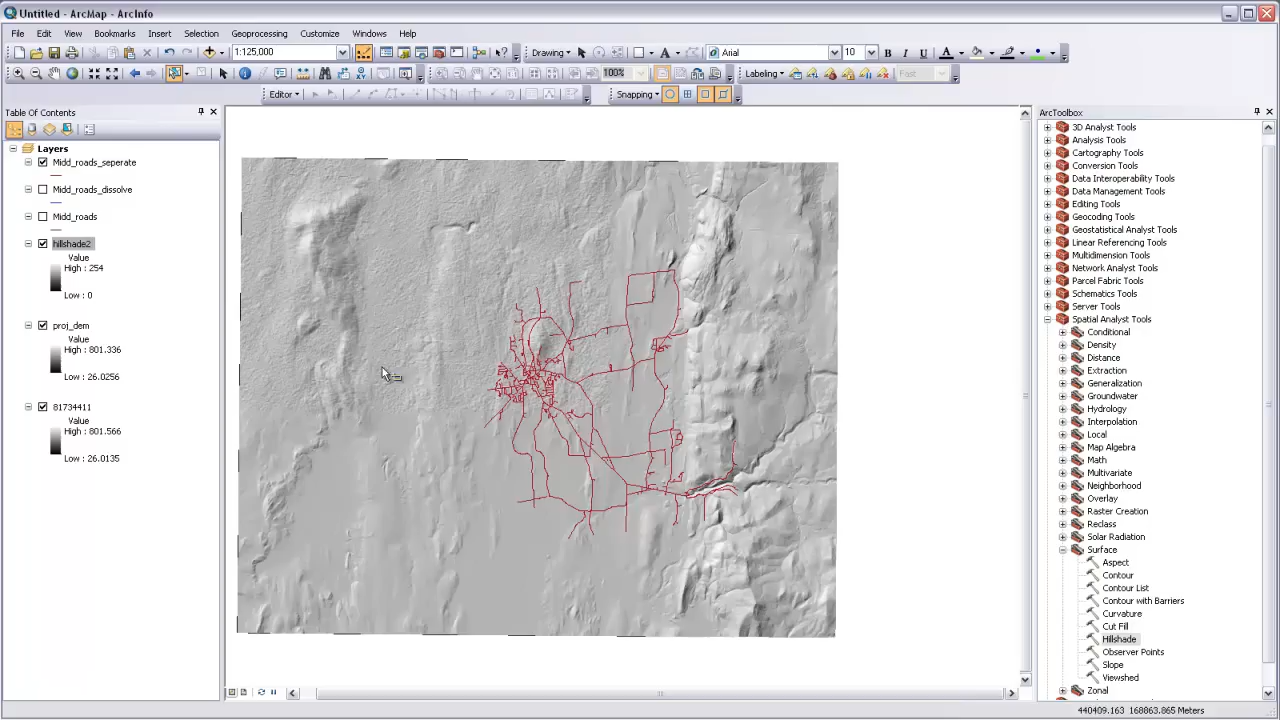 Untitled - ArcMap - ArcInfo
File Edit View Bookmarks Insert Selection Geoprocessing Customize Windows Help
1:125,000 Drawing Arial 10 B I U A
100% Labeling Fast
Editor Snapping
Table Of Contents
Layers
Midd_roads_seperate
Midd_roads_dissolve
Midd_roads
hillshade2
Value
High : 254
Low : 0
proj_dem
Value
High : 801.336
Low : 26.0256
81734411
Value
High : 801.566
Low : 26.0135
ArcToolbox
3D Analyst Tools
Analysis Tools
Cartography Tools
Conversion Tools
Data Interoperability Tools
Data Management Tools
Editing Tools
Geocoding Tools
Geostatistical Analyst Tools
Linear Referencing Tools
Multidimension Tools
Network Analyst Tools
Parcel Fabric Tools
Schematics Tools
Server Tools
Spatial Analyst Tools
Conditional
Density
Distance
Extraction
Generalization
Groundwater
Hydrology
Interpolation
Local
Map Algebra
Math
Multivariate
Neighborhood
Overlay
Raster Creation
Reclass
Solar Radiation
Surface
Aspect
Contour
Contour List
Contour with Barriers
Curvature
Cut Fill
Hillshade
Observer Points
Slope
Viewshed
Zonal
440409.163 168863.865 Meters